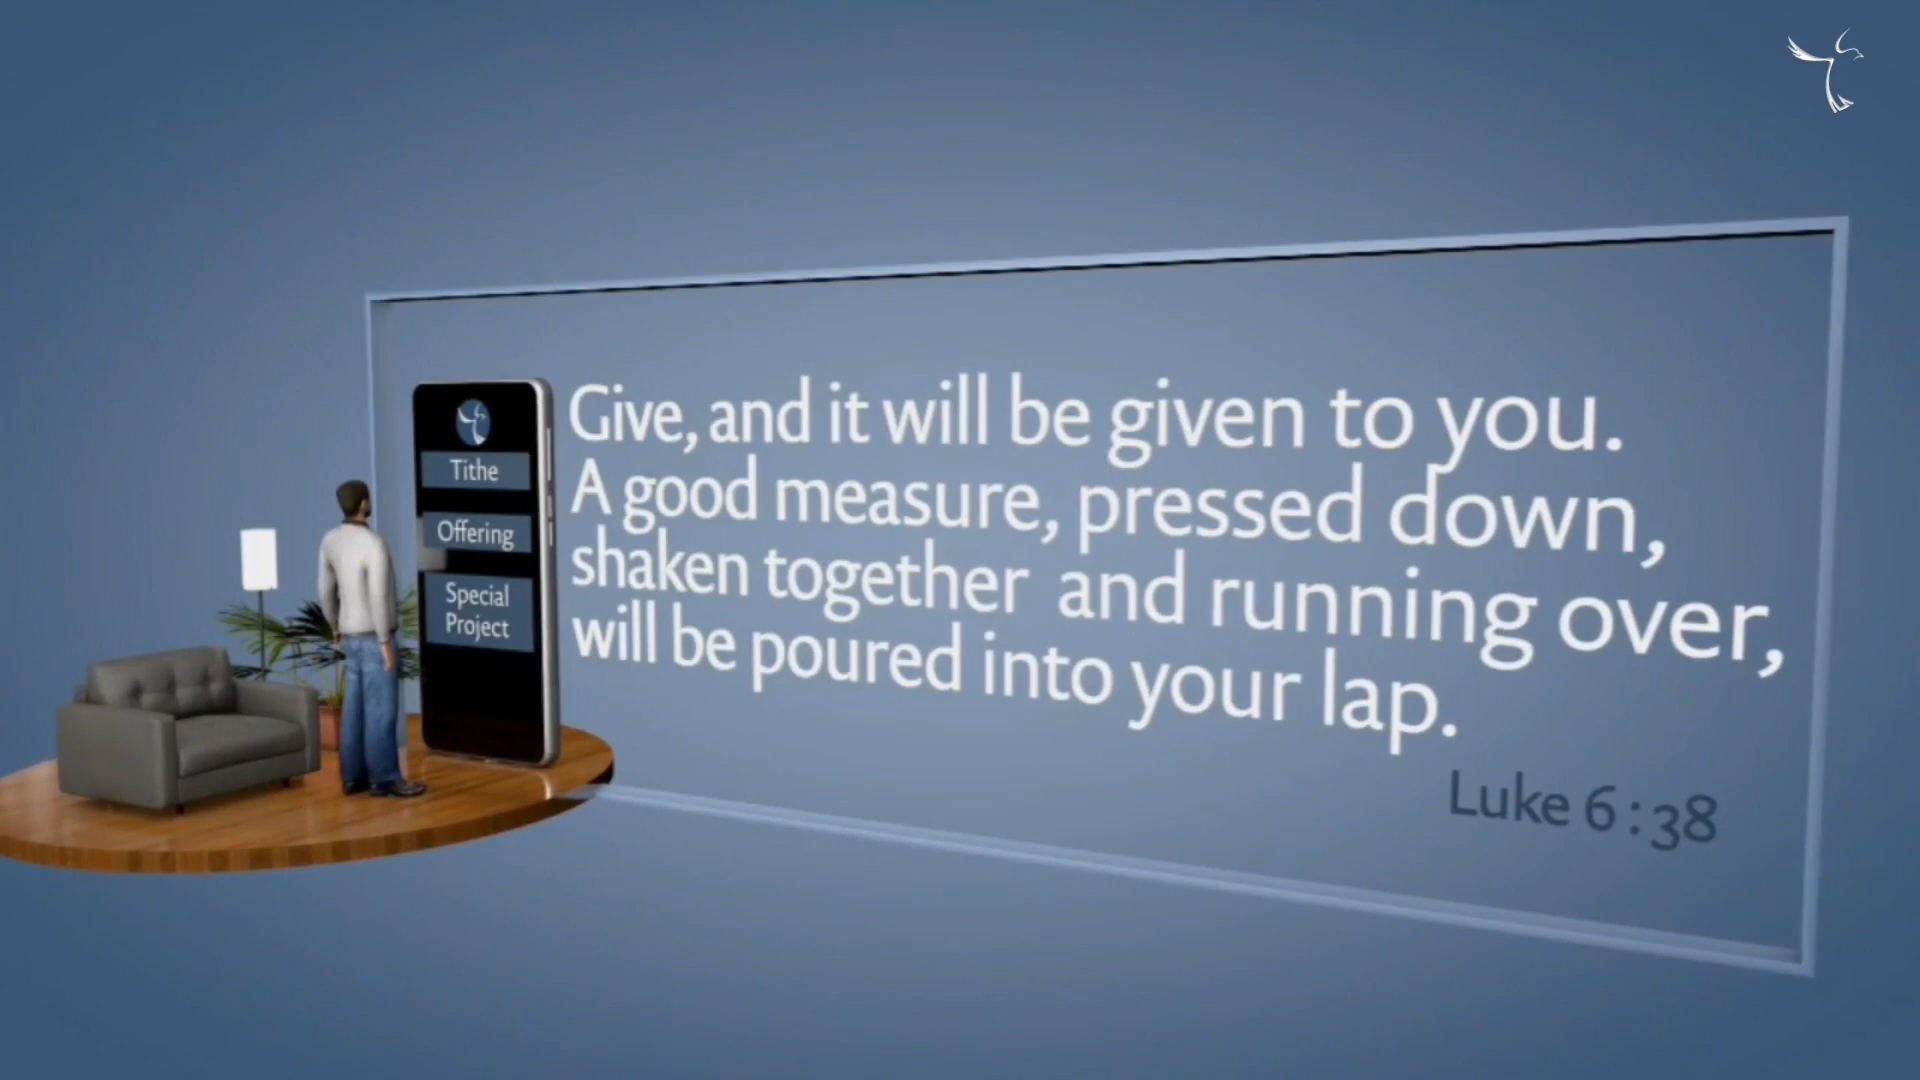 Tithe
Offering
Special
Project
Give, and it will be given to you.
A good measure, pressed down,
shaken together and running over,
will be poured into your lap.
Luke 6:38